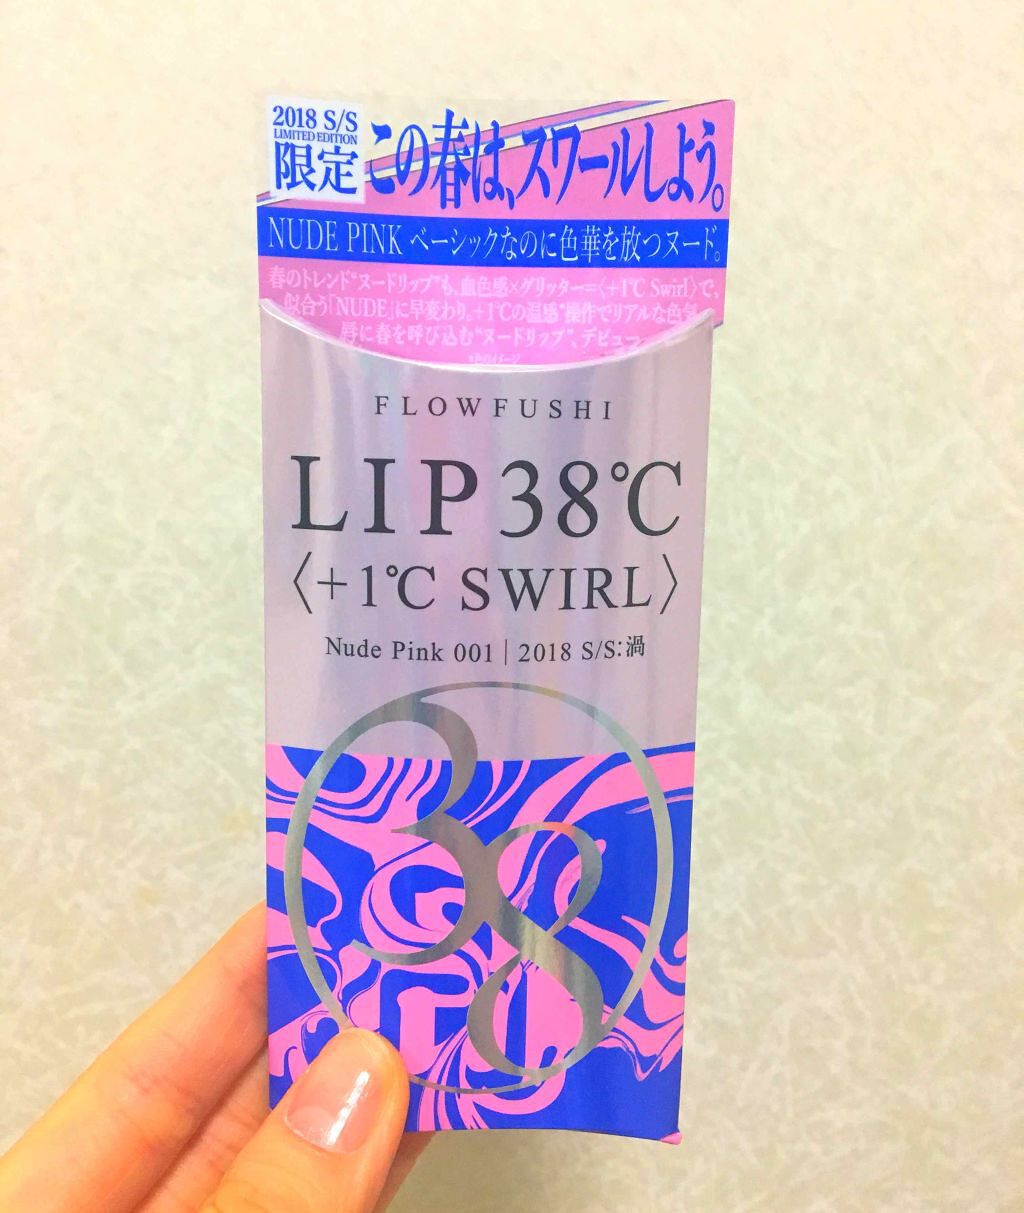 2018 S/S
LIMITED EDITION
限定
この春は、スワールしよう。
NUDE PINK ベーシックなのに色華を放つヌード。
春のトレンド“ヌードリップ”も、血色感×グリッター=〈+1℃ Swirl〉で、
似合う「NUDE」に早変わり。+1℃の温感“操作でリアルな色気
唇に春を呼び込む“ヌードリップ”、デビュー
FLOWFUSHI
LIP 38℃
〈+1℃ SWIRL〉
Nude Pink 001 | 2018 S/S:渦
38